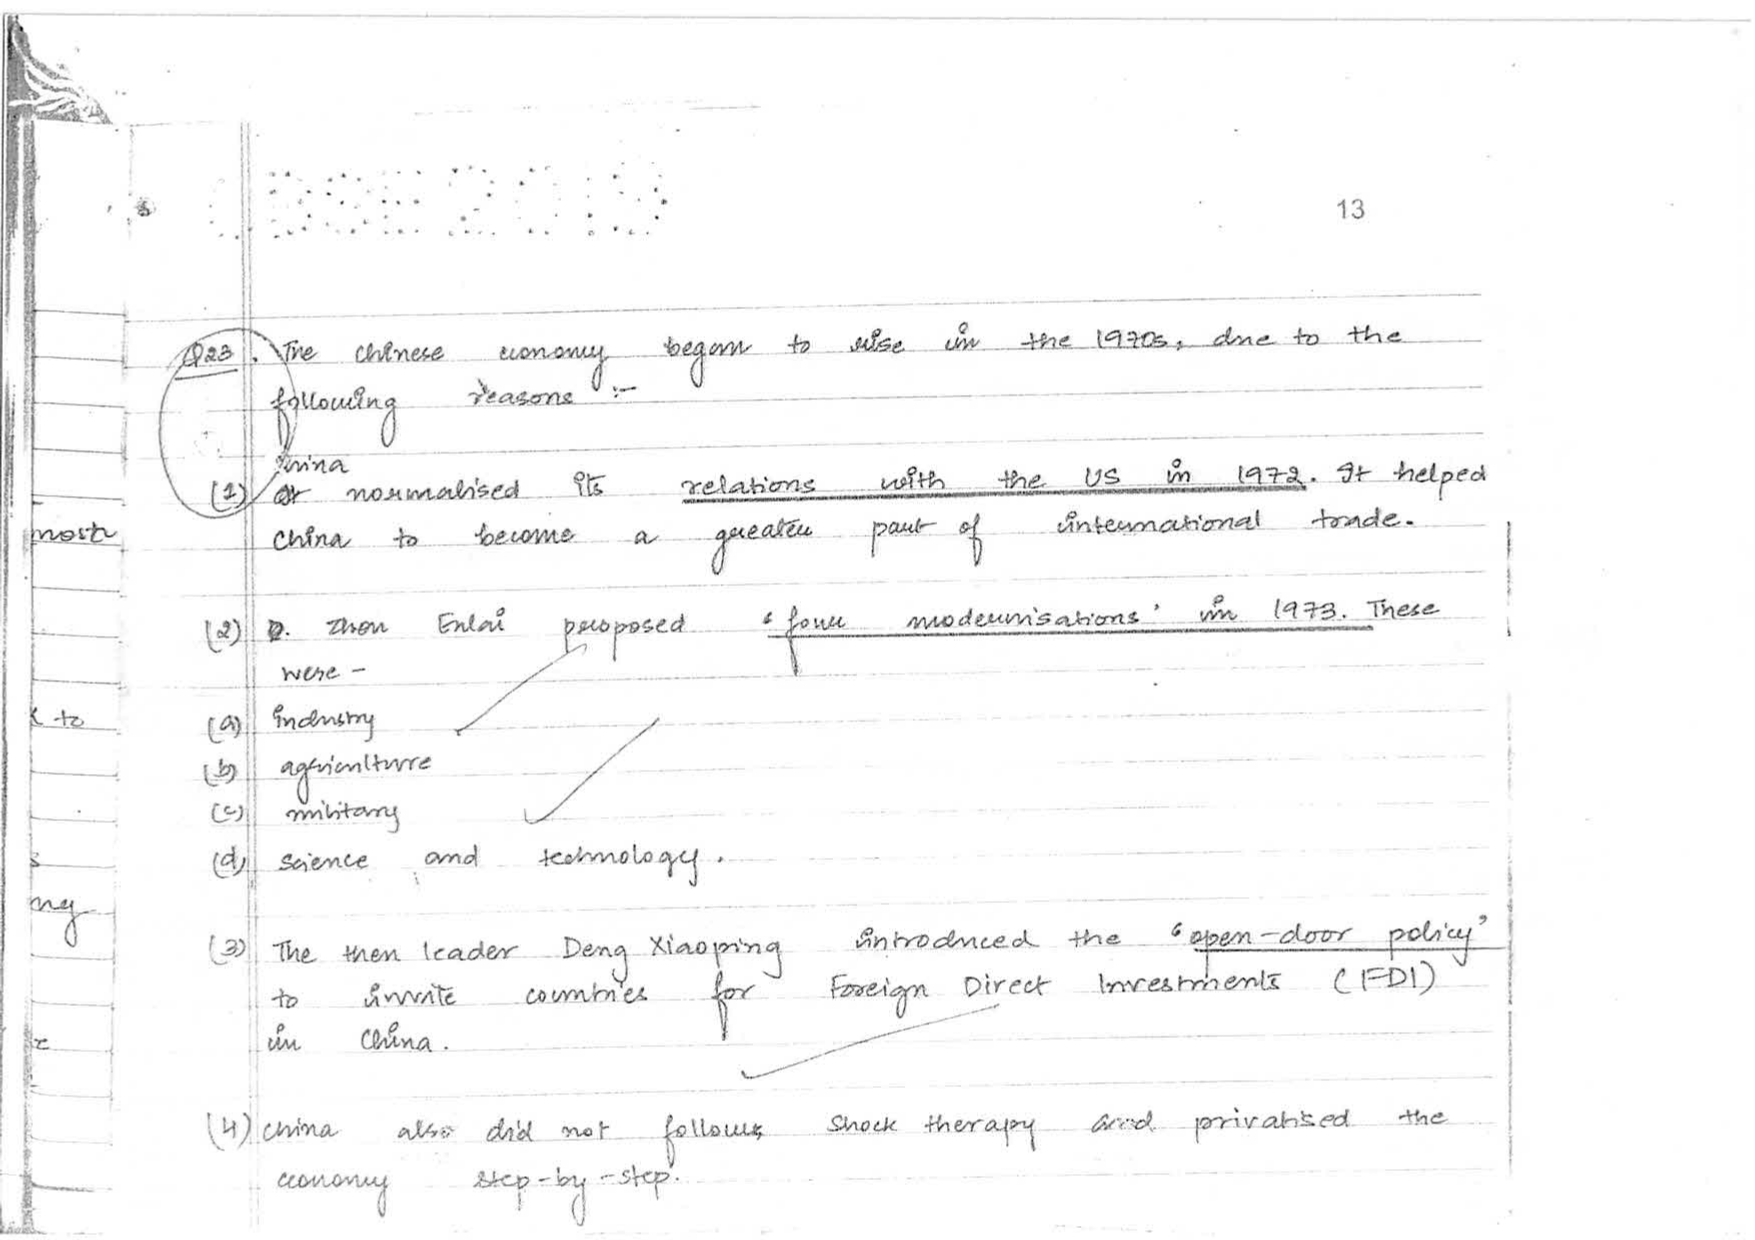 CBSE 2019
13
Q23. The chinese economy began to rise in the 1970s, due to the
following reasons :-
China
(1) normalised its relations with the US in 1972. It helped
china to become a greater part of international trade.
most
(2) Zhou Enlai proposed 'four modernisations' in 1973. These
were -
k to
(a) industry
(b) agriculture
(c) military
(d) science and technology.
s
ng
(3) The then leader Deng Xiaoping introduced the 'open-door policy'
to invite countries for Foreign Direct Investments (FDI)
in China.
(4) china also did not follow shock therapy and privatised the
economy step-by-step.